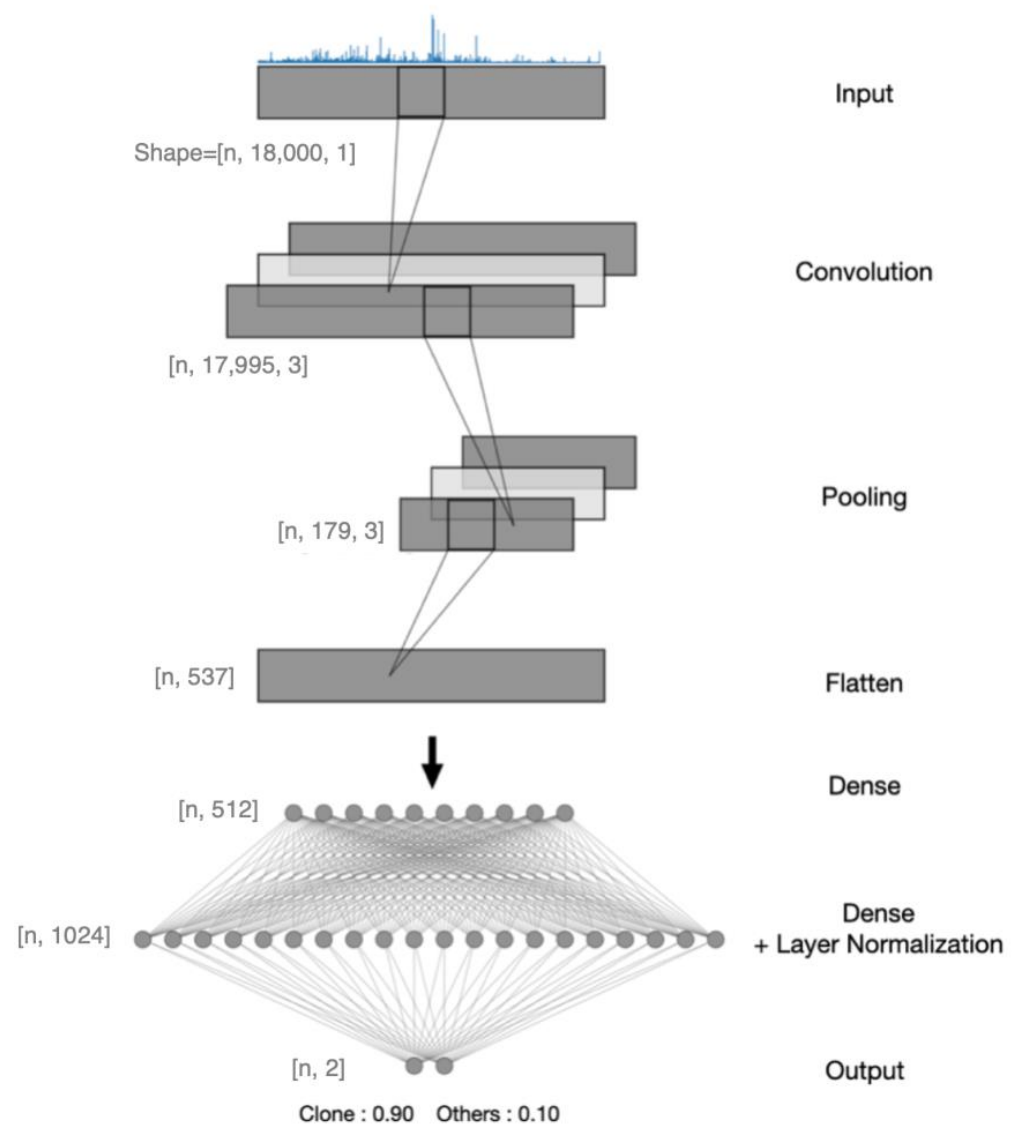 Input
Shape=[n, 18,000, 1]
Convolution
[n, 17,995, 3]
Pooling
[n, 179, 3]
[n, 537]
Flatten
Dense
[n, 512]
Dense
+ Layer Normalization
[n, 1024]
[n, 2]
Output
Clone : 0.90 Others : 0.10